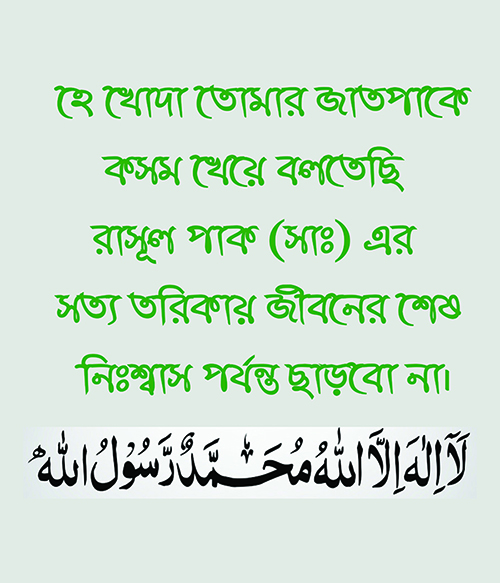 হে খোদা তোমার জাতপাকে
কসম খেয়ে বলতেছি
রাসূল পাক (সাঃ) এর
সত্য তরিকায় জীবনের শেষ
নিঃশ্বাস পর্যন্ত ছাড়বো না।
لَآ اِلٰهَ اِلَّا اللّٰهُ مُحَمَّدٌ رَّسُوْلُ اللّٰهِ